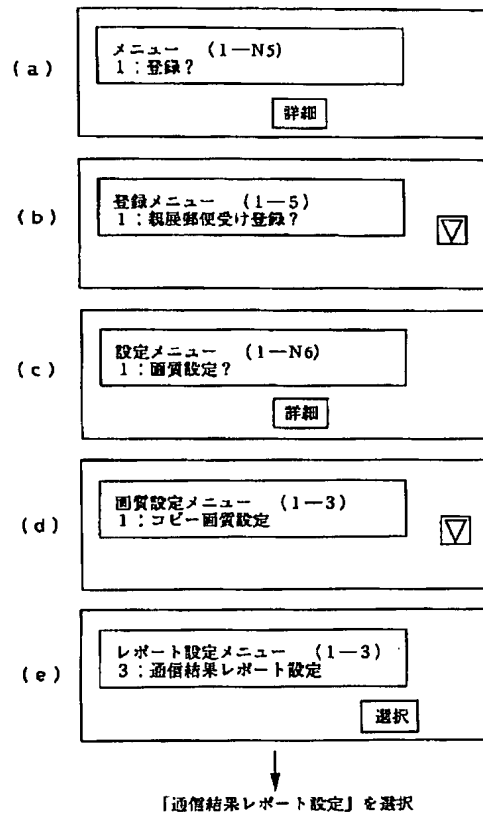 (a)
メニュー (1—N5)
1:登録?
詳細
(b)
登録メニュー (1—5)
1:親展郵便受け登録?
(c)
設定メニュー (1—N6)
1:画質設定?
詳細
(d)
画質設定メニュー (1—3)
1:コピー画質設定
(e)
レポート設定メニュー (1—3)
3:通信結果レポート設定
選択
「通信結果レポート設定」を選択